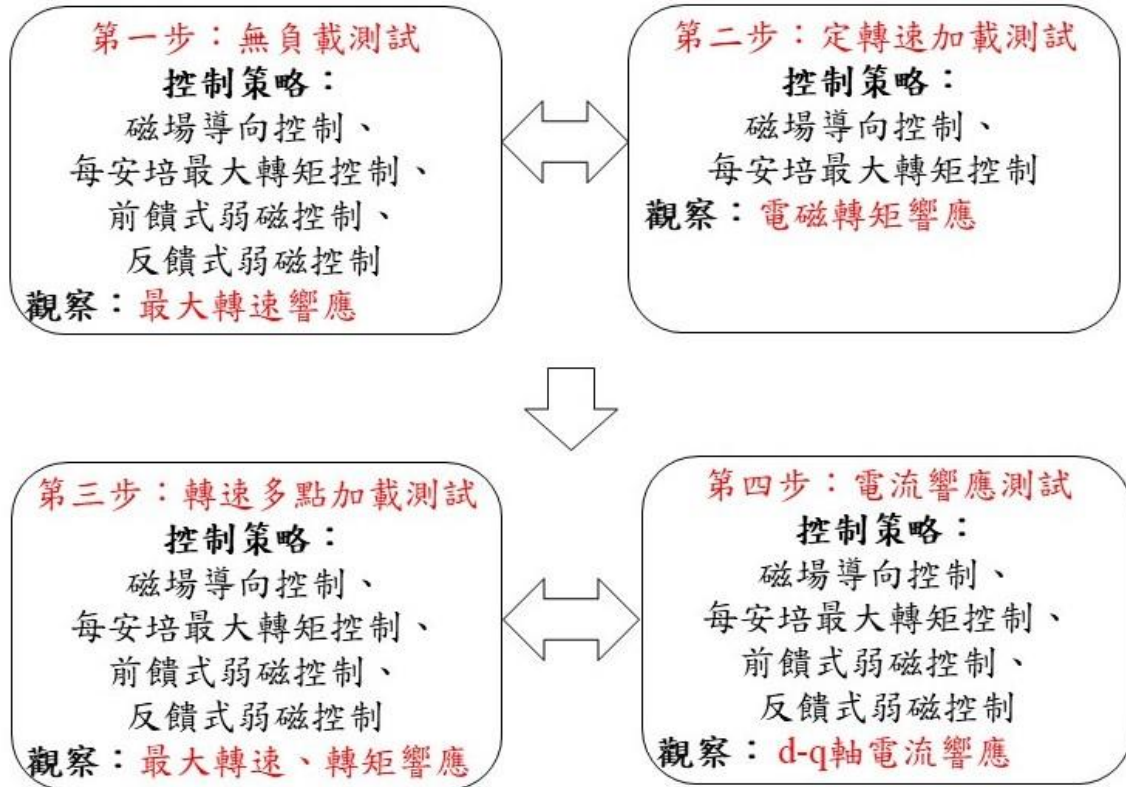 第一步：無負載測試
控制策略：
磁場導向控制、
每安培最大轉矩控制、
前饋式弱磁控制、
反饋式弱磁控制
觀察：最大轉速響應
第二步：定轉速加載測試
控制策略：
磁場導向控制、
每安培最大轉矩控制
觀察：電磁轉矩響應
第三步：轉速多點加載測試
控制策略：
磁場導向控制、
每安培最大轉矩控制、
前饋式弱磁控制、
反饋式弱磁控制
觀察：最大轉速、轉矩響應
第四步：電流響應測試
控制策略：
磁場導向控制、
每安培最大轉矩控制、
前饋式弱磁控制、
反饋式弱磁控制
觀察：d-q軸電流響應